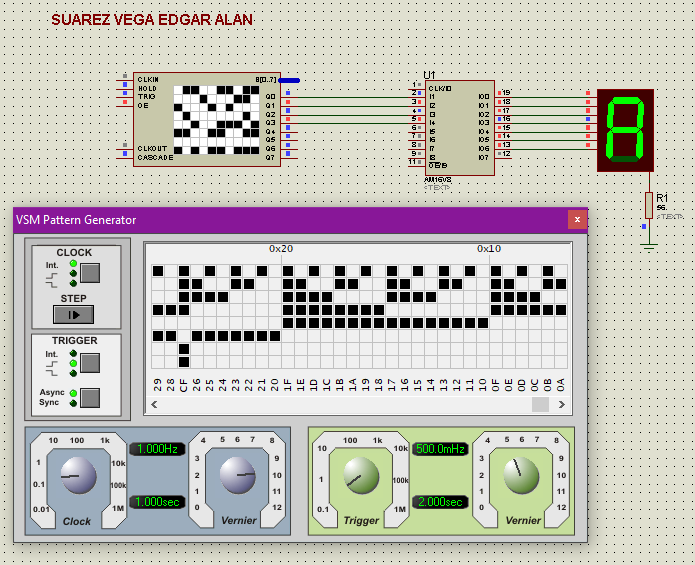 SUAREZ VEGA EDGAR ALAN
CLKIN
HOLD
TRIG
OE
CLKOUT
CASCADE
B[0..7]
Q0
Q1
Q2
Q3
Q4
Q5
Q6
Q7
U1
1
2
3
4
5
6
7
8
9
11
CLK/I0
I1
I2
I3
I4
I5
I6
I7
I8
OE/I9
IO0
IO1
IO2
IO3
IO4
IO5
IO6
IO7
19
18
17
16
15
14
13
12
AM16V8
<TEXT>
R1
56.
<TEXT>
VSM Pattern Generator
x
CLOCK
Int.
STEP
TRIGGER
Int.
Async
Sync
0x20 0x10
29 28 CF 26 25 24 23 22 21 20 1F 1E 1D 1C 1B 1A 19 18 17 16 15 14 13 12 11 10 0F 0E 0D 0C 0B 0A
0.01 0.1 1 10 100 1k 10k 100k 1M
Clock
1.000Hz
1.000sec
0 1 2 3 4 5 6 7 8 9 10 11 12
Vernier
0.01 0.1 1 10 100 1k 10k 100k 1M
Trigger
500.0mHz
2.000sec
0 1 2 3 4 5 6 7 8 9 10 11 12
Vernier